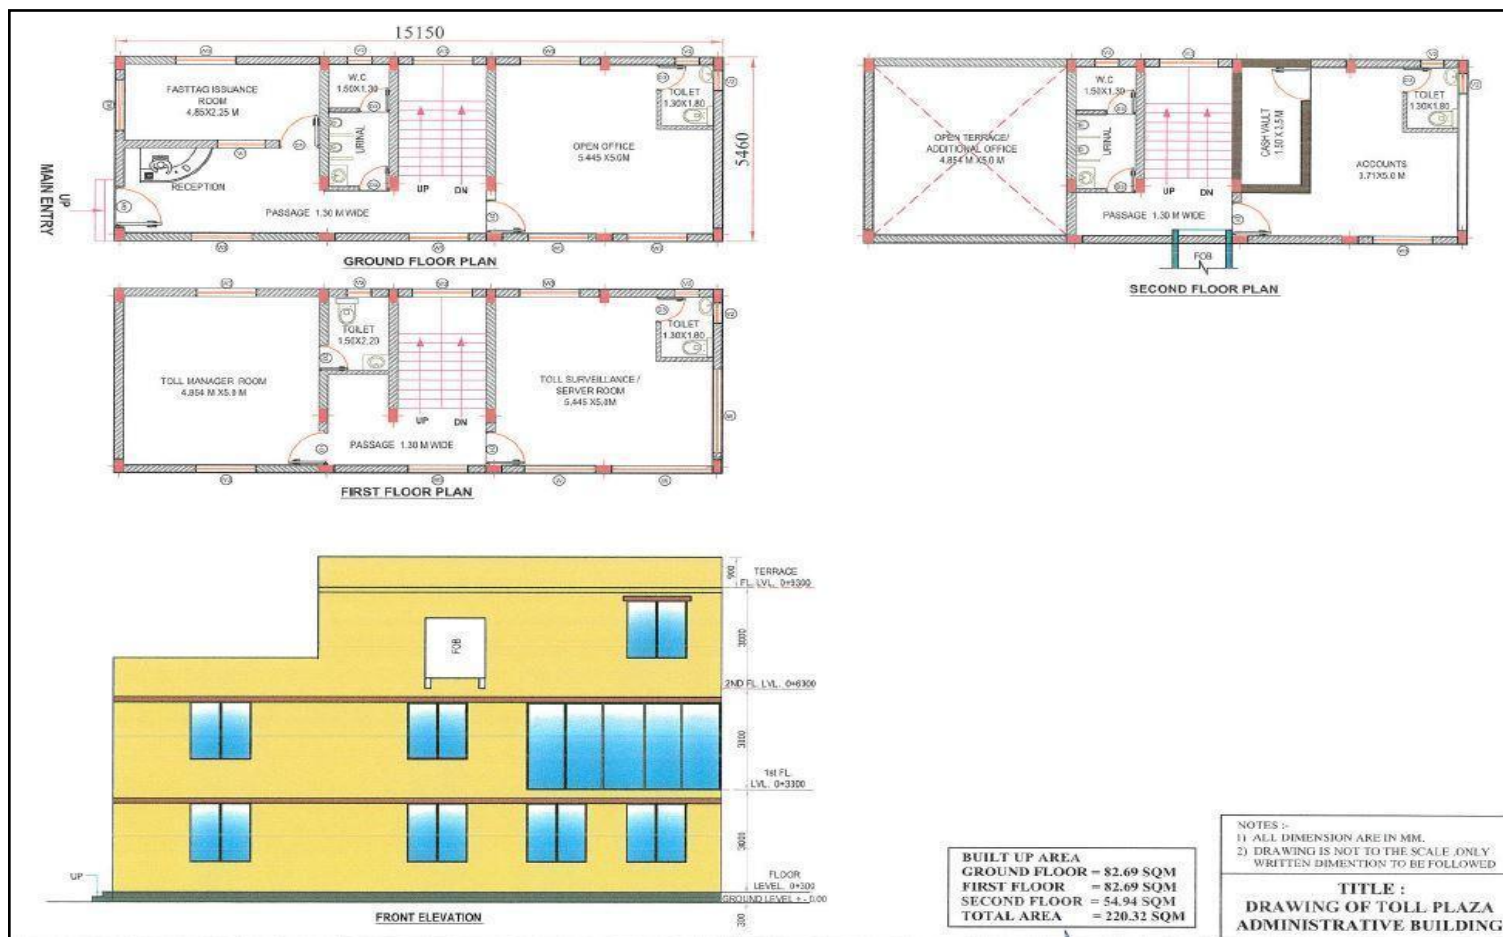 15150
FASTTAG ISSUANCE
ROOM
4.85X2.25 M
W.C
1.50X1.30
URINAL
RECEPTION
UP
DN
OPEN OFFICE
5.445 X5.0M
TOILET
1.30X1.80
5460
UP
MAIN ENTRY
PASSAGE 1.30 M WIDE
GROUND FLOOR PLAN
OPEN TERRACE/
ADDITIONAL OFFICE
4.854 M X5.0 M
W.C
1.50X1.30
URINAL
UP
DN
CASH VAULT
1.50 X 3.5 M
TOILET
1.30X1.80
ACCOUNTS
3.71X5.0 M
PASSAGE 1.30 M WIDE
FOB
SECOND FLOOR PLAN
TOLL MANAGER ROOM
4.854 M X5.0 M
TOILET
1.50X2.20
UP
DN
TOLL SURVEILLANCE /
SERVER ROOM
5.445 X5.0M
TOILET
1.30X1.80
PASSAGE 1.30 M WIDE
FIRST FLOOR PLAN
900
TERRACE
FL. LVL. 0+9300
3000
FOB
2ND FL. LVL. 0+6300
3100
1st FL.
LVL. 0+3300
3000
FLOOR
LEVEL. 0+300
GROUND LEVEL + - 0.00
300
UP
FRONT ELEVATION
BUILT UP AREA
GROUND FLOOR = 82.69 SQM
FIRST FLOOR = 82.69 SQM
SECOND FLOOR = 54.94 SQM
TOTAL AREA = 220.32 SQM
NOTES :-
1) ALL DIMENSION ARE IN MM.
2) DRAWING IS NOT TO THE SCALE ,ONLY
WRITTEN DIMENTION TO BE FOLLOWED
TITLE :
DRAWING OF TOLL PLAZA
ADMINISTRATIVE BUILDING